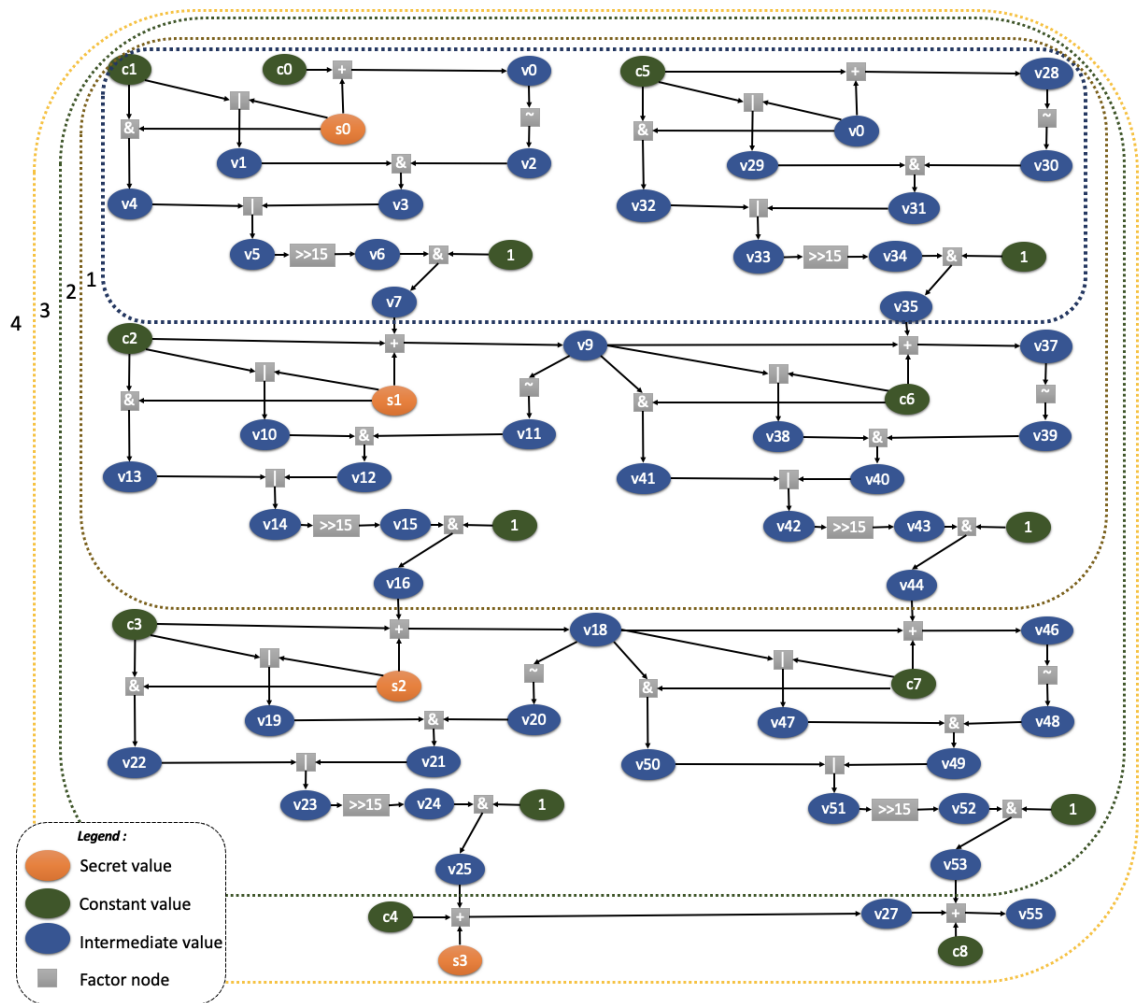 c1 c0 + v0 c5 + v28
| ~ | ~
& s0 & v0
v1 & v2 v29 & v30
v4 | v3 v32 | v31
v5 >>15 v6 & 1 v33 >>15 v34 & 1
4 3 2 1
v7 v35
c2 + v9 + v37
| ~ | ~
& s1 & c6
v10 & v11 v38 & v39
v13 | v12 v41 | v40
v14 >>15 v15 & 1 v42 >>15 v43 & 1
v16 v44
c3 + v18 + v46
| ~ | ~
& s2 & c7
v19 & v20 v47 & v48
v22 | v21 v50 | v49
v23 >>15 v24 & 1 v51 >>15 v52 & 1
v25 v53
c4 + v27 + v55
s3 c8
Legend :
Secret value
Constant value
Intermediate value
Factor node